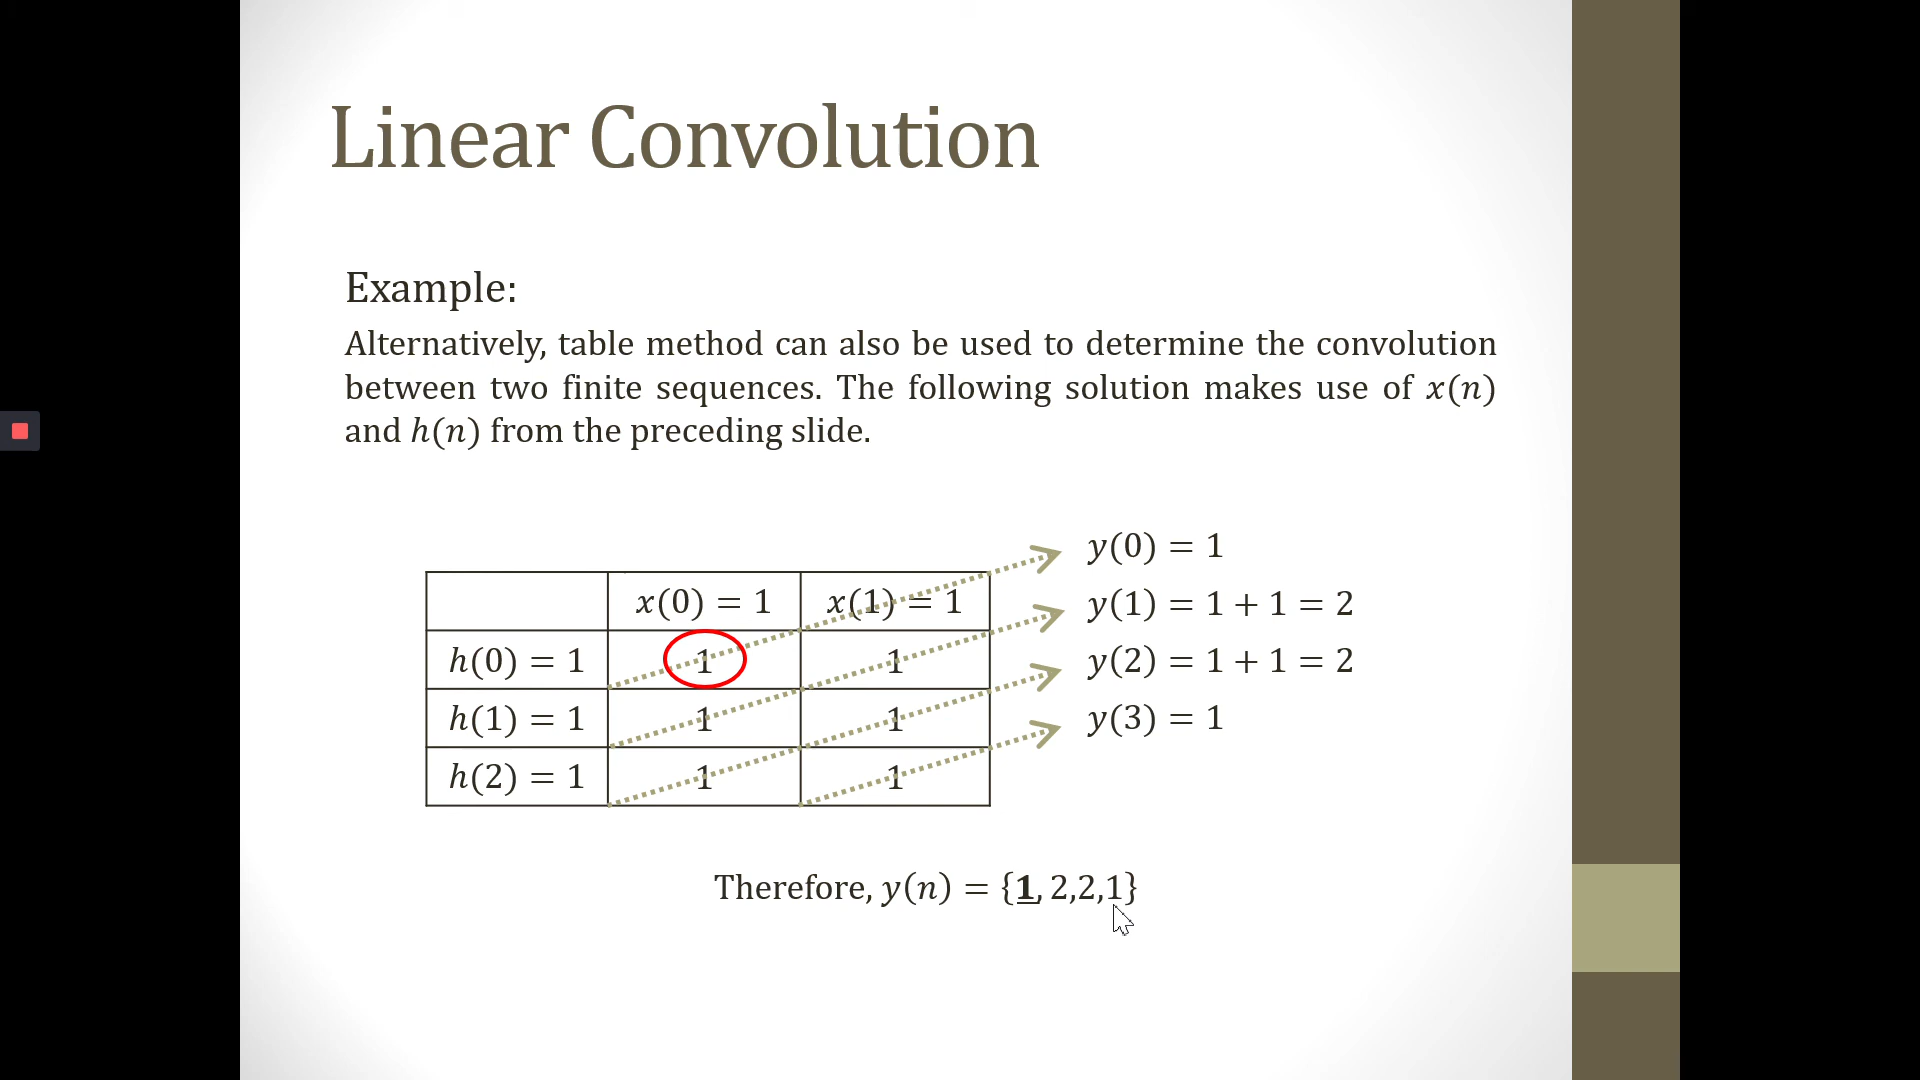 Linear Convolution
Example:
Alternatively, table method can also be used to determine the convolution
between two finite sequences. The following solution makes use of x(n)
and h(n) from the preceding slide.
y(0) = 1
x(0) = 1 x(1) = 1 y(1) = 1 + 1 = 2
h(0) = 1 1 1 y(2) = 1 + 1 = 2
h(1) = 1 1 1 y(3) = 1
h(2) = 1 1 1
Therefore, y(n) = {1, 2,2,1}